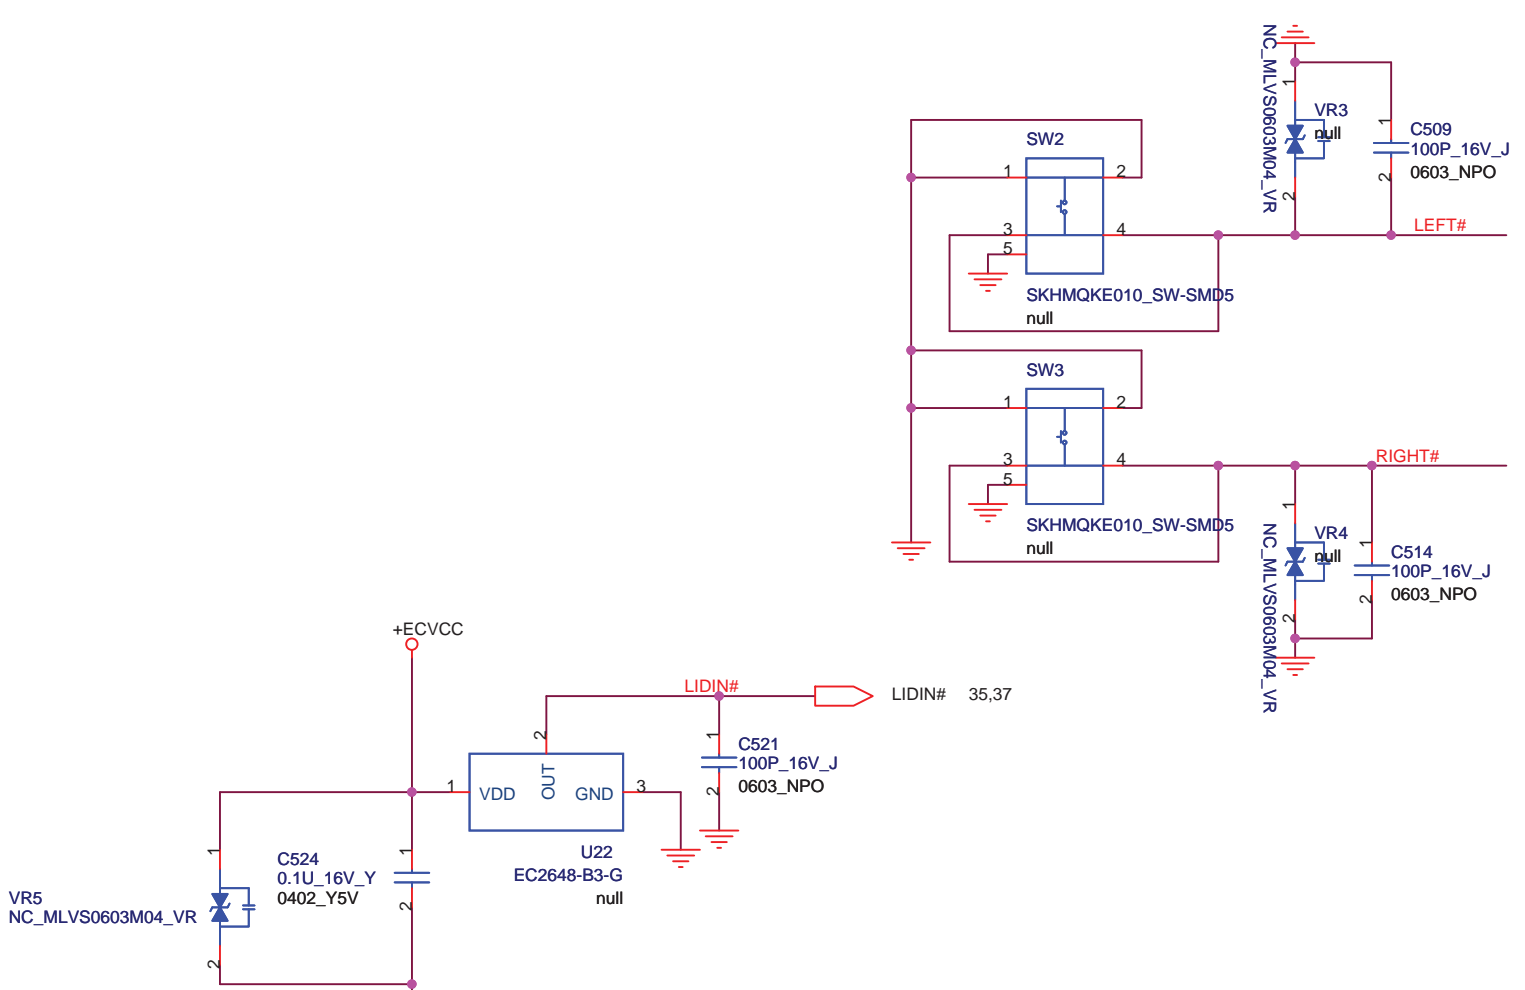 NC_MLVS0603M04_VR
1
VR3
null
2
1
C509
100P_16V_J
0603_NPO
2
LEFT#
SW2
1
2
3
4
5
SKHMQKE010_SW-SMD5
null
SW3
1
2
3
4
5
SKHMQKE010_SW-SMD5
null
RIGHT#
NC_MLVS0603M04_VR
1
VR4
null
2
1
C514
100P_16V_J
0603_NPO
2
+ECVCC
LIDIN#
LIDIN# 35,37
2
1
C521
100P_16V_J
0603_NPO
2
1
VDD
OUT
GND
3
U22
EC2648-B3-G
null
1
C524
0.1U_16V_Y
0402_Y5V
1
2
VR5
NC_MLVS0603M04_VR
2